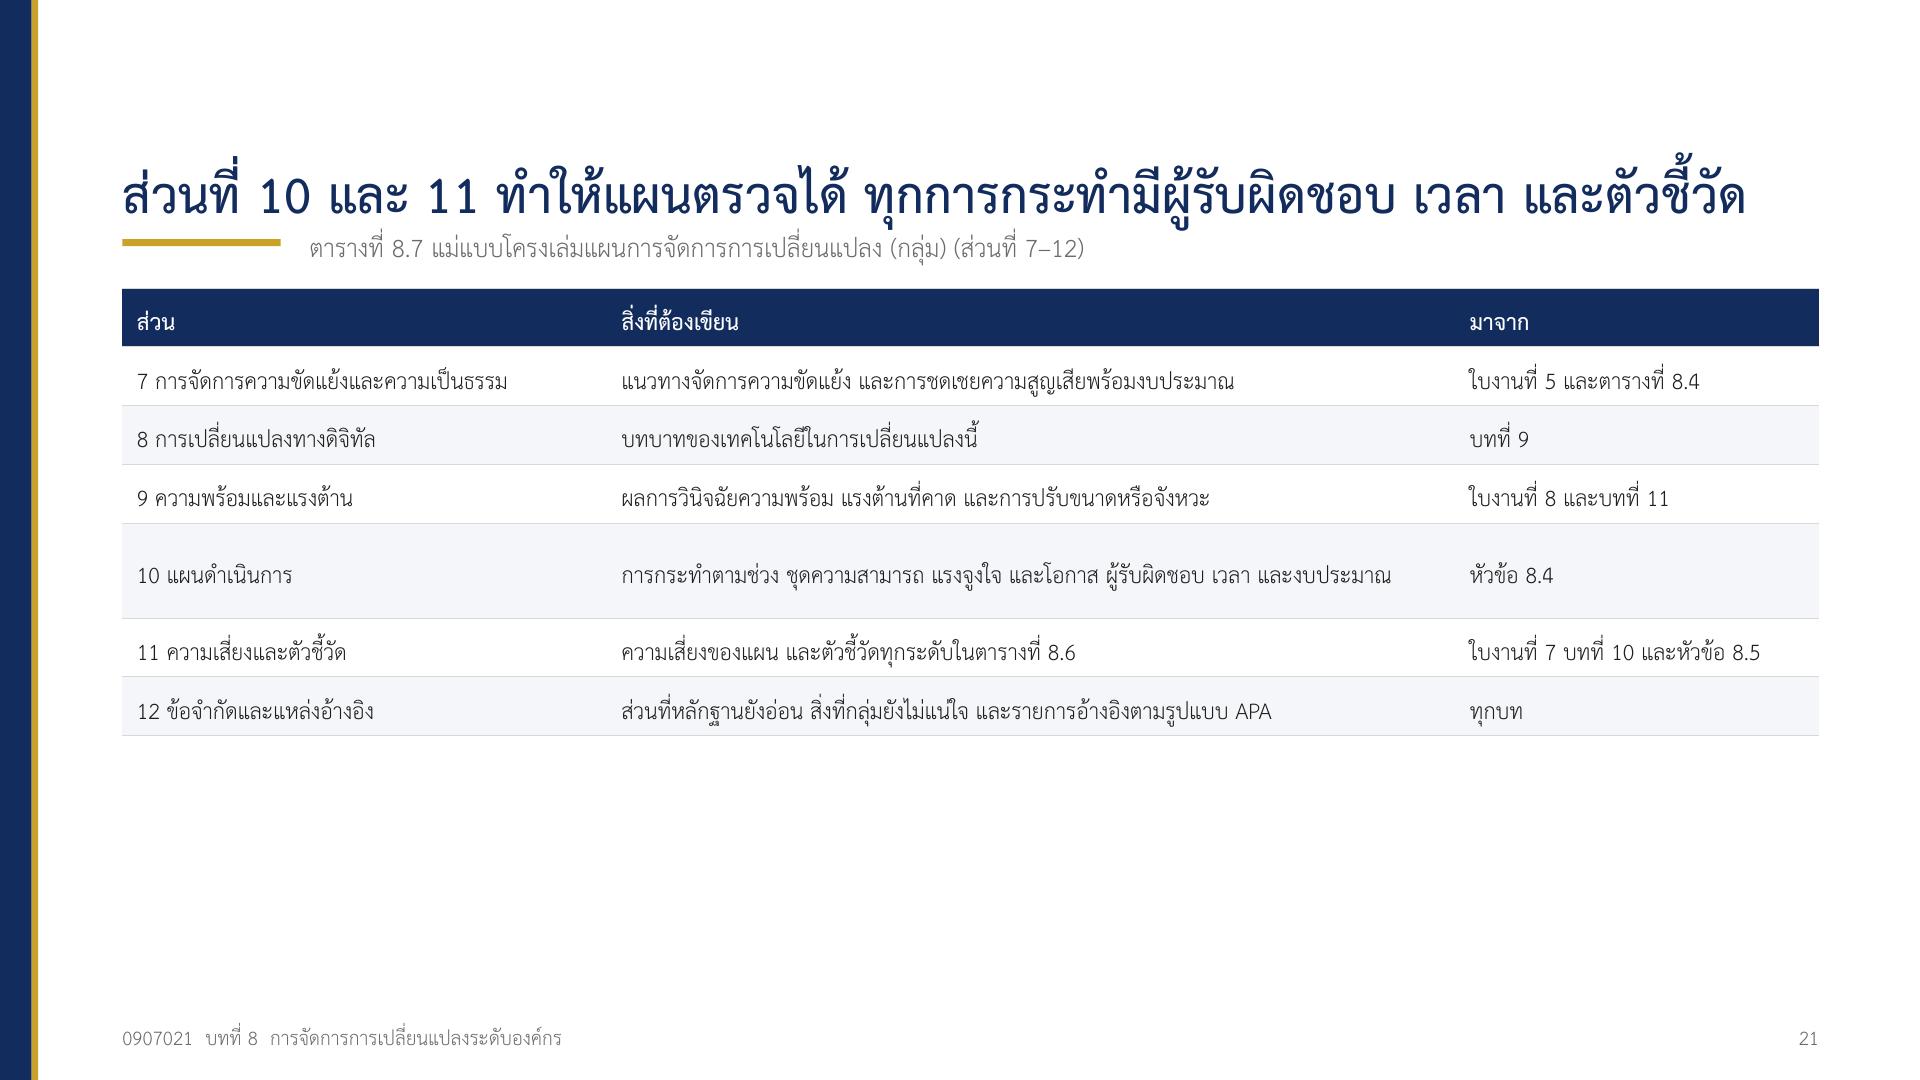 ส่วนที่ 10 และ 11 ทำให้แผนตรวจได้ ทุกการกระทำมีผู้รับผิดชอบ เวลา และตัวชี้วัด
ตารางที่ 8.7 แม่แบบโครงเล่มแผนการจัดการการเปลี่ยนแปลง (กลุ่ม) (ส่วนที่ 7–12)
ส่วน สิ่งที่ต้องเขียน มาจาก
7 การจัดการความขัดแย้งและความเป็นธรรม แนวทางจัดการความขัดแย้ง และการชดเชยความสูญเสียพร้อมงบประมาณ ใบงานที่ 5 และตารางที่ 8.4
8 การเปลี่ยนแปลงทางดิจิทัล บทบาทของเทคโนโลยีในการเปลี่ยนแปลงนี้ บทที่ 9
9 ความพร้อมและแรงต้าน ผลการวินิจฉัยความพร้อม แรงต้านที่คาด และการปรับขนาดหรือจังหวะ ใบงานที่ 8 และบทที่ 11
10 แผนดำเนินการ การกระทำตามช่วง ชุดความสามารถ แรงจูงใจ และโอกาส ผู้รับผิดชอบ เวลา และงบประมาณ หัวข้อ 8.4
11 ความเสี่ยงและตัวชี้วัด ความเสี่ยงของแผน และตัวชี้วัดทุกระดับในตารางที่ 8.6 ใบงานที่ 7 บทที่ 10 และหัวข้อ 8.5
12 ข้อจำกัดและแหล่งอ้างอิง ส่วนที่หลักฐานยังอ่อน สิ่งที่กลุ่มยังไม่แน่ใจ และรายการอ้างอิงตามรูปแบบ APA ทุกบท
0907021 บทที่ 8 การจัดการการเปลี่ยนแปลงระดับองค์กร 21